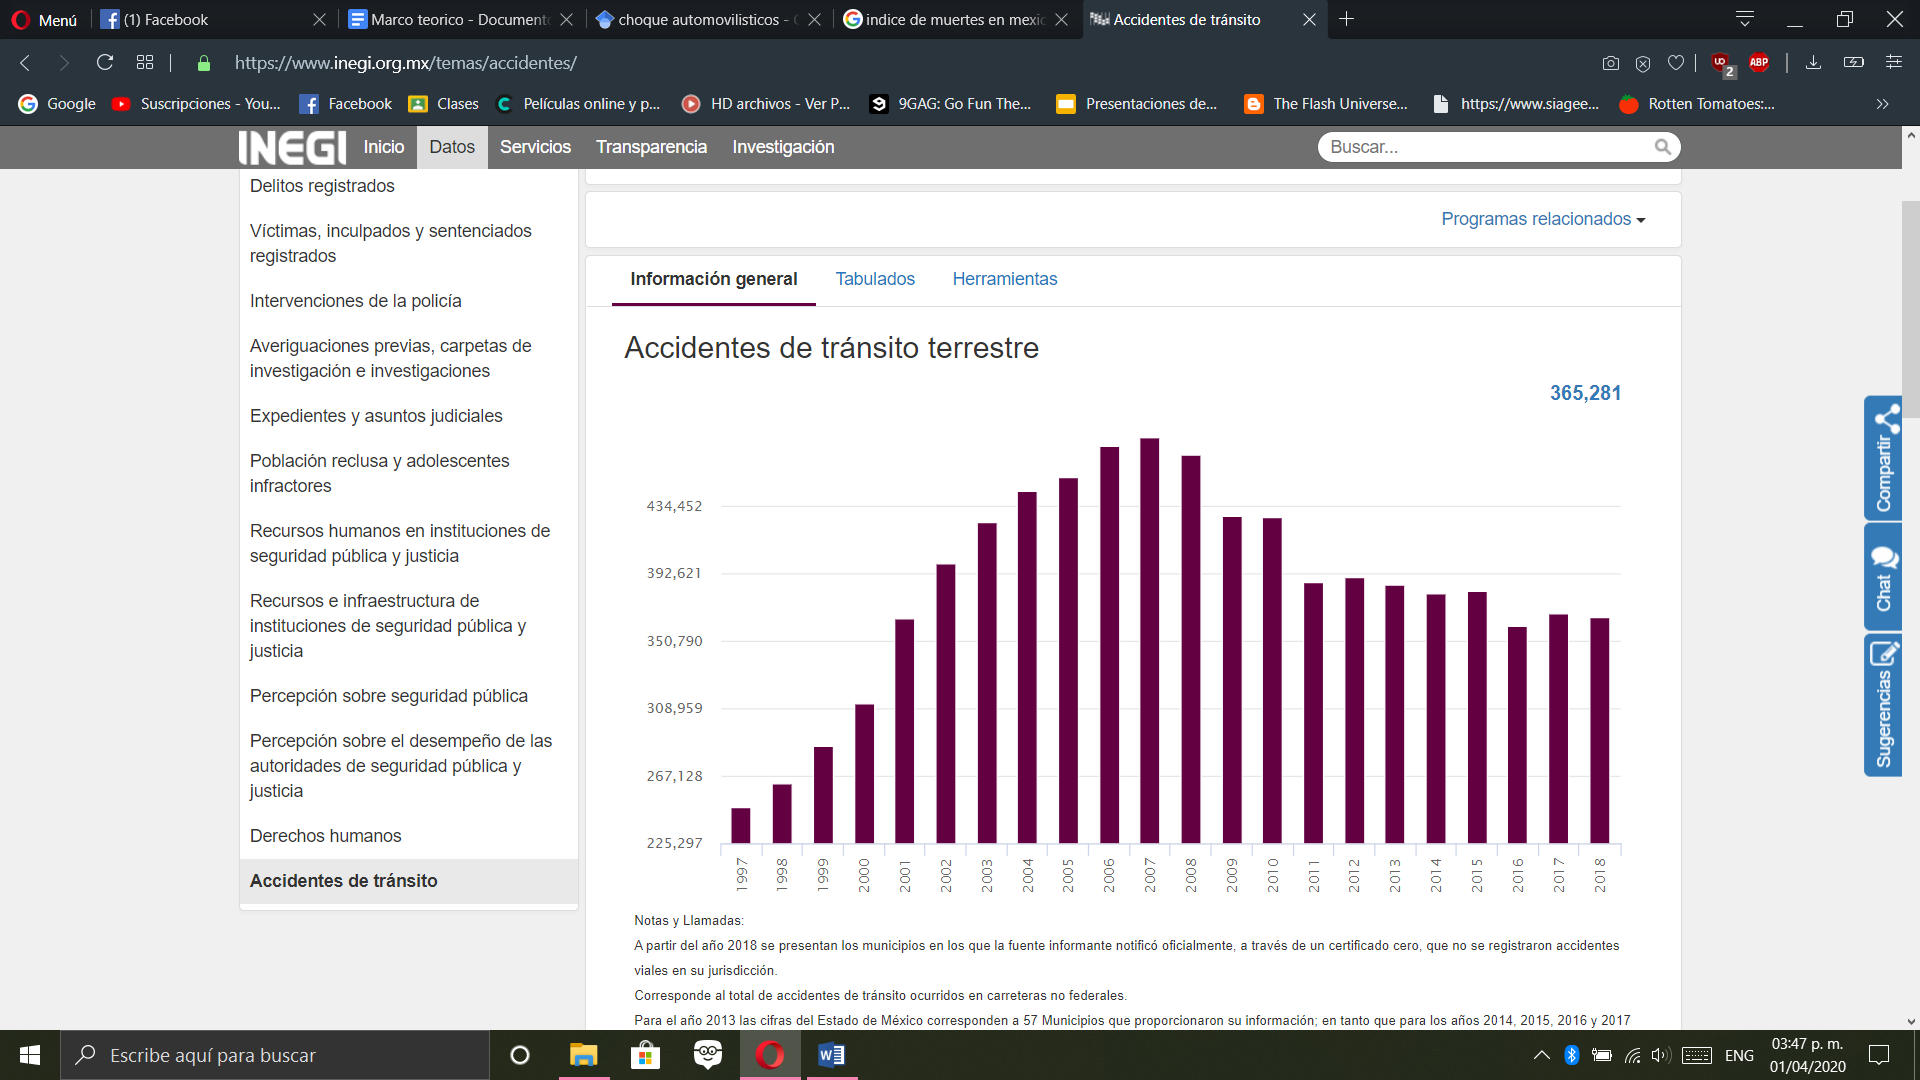 Menú
(1) Facebook
Marco teorico - Document
choque automovilisticos -
indice de muertes en mexic
Accidentes de tránsito
https://www.inegi.org.mx/temas/accidentes/
2
ABP
Google
Suscripciones - You...
Facebook
Clases
Películas online y p...
HD archivos - Ver P...
9GAG: Go Fun The...
Presentaciones de...
The Flash Universe...
https://www.siagee...
Rotten Tomatoes:...
INEGI
Inicio
Datos
Servicios
Transparencia
Investigación
Buscar...
Delitos registrados
Víctimas, inculpados y sentenciados
registrados
Intervenciones de la policía
Averiguaciones previas, carpetas de
investigación e investigaciones
Expedientes y asuntos judiciales
Población reclusa y adolescentes
infractores
Recursos humanos en instituciones de
seguridad pública y justicia
Recursos e infraestructura de
instituciones de seguridad pública y
justicia
Percepción sobre seguridad pública
Percepción sobre el desempeño de las
autoridades de seguridad pública y
justicia
Derechos humanos
Accidentes de tránsito
Programas relacionados
Información general
Tabulados
Herramientas
Accidentes de tránsito terrestre
365,281
434,452
392,621
350,790
308,959
267,128
225,297
1997
1998
1999
2000
2001
2002
2003
2004
2005
2006
2007
2008
2009
2010
2011
2012
2013
2014
2015
2016
2017
2018
Notas y Llamadas:
A partir del año 2018 se presentan los municipios en los que la fuente informante notificó oficialmente, a través de un certificado cero, que no se registraron accidentes
viales en su jurisdicción.
Corresponde al total de accidentes de tránsito ocurridos en carreteras no federales.
Para el año 2013 las cifras del Estado de México corresponden a 57 Municipios que proporcionaron su información; en tanto que para los años 2014, 2015, 2016 y 2017
Compartir
Chat
Sugerencias
Escribe aquí para buscar
ENG
03:47 p. m.
01/04/2020